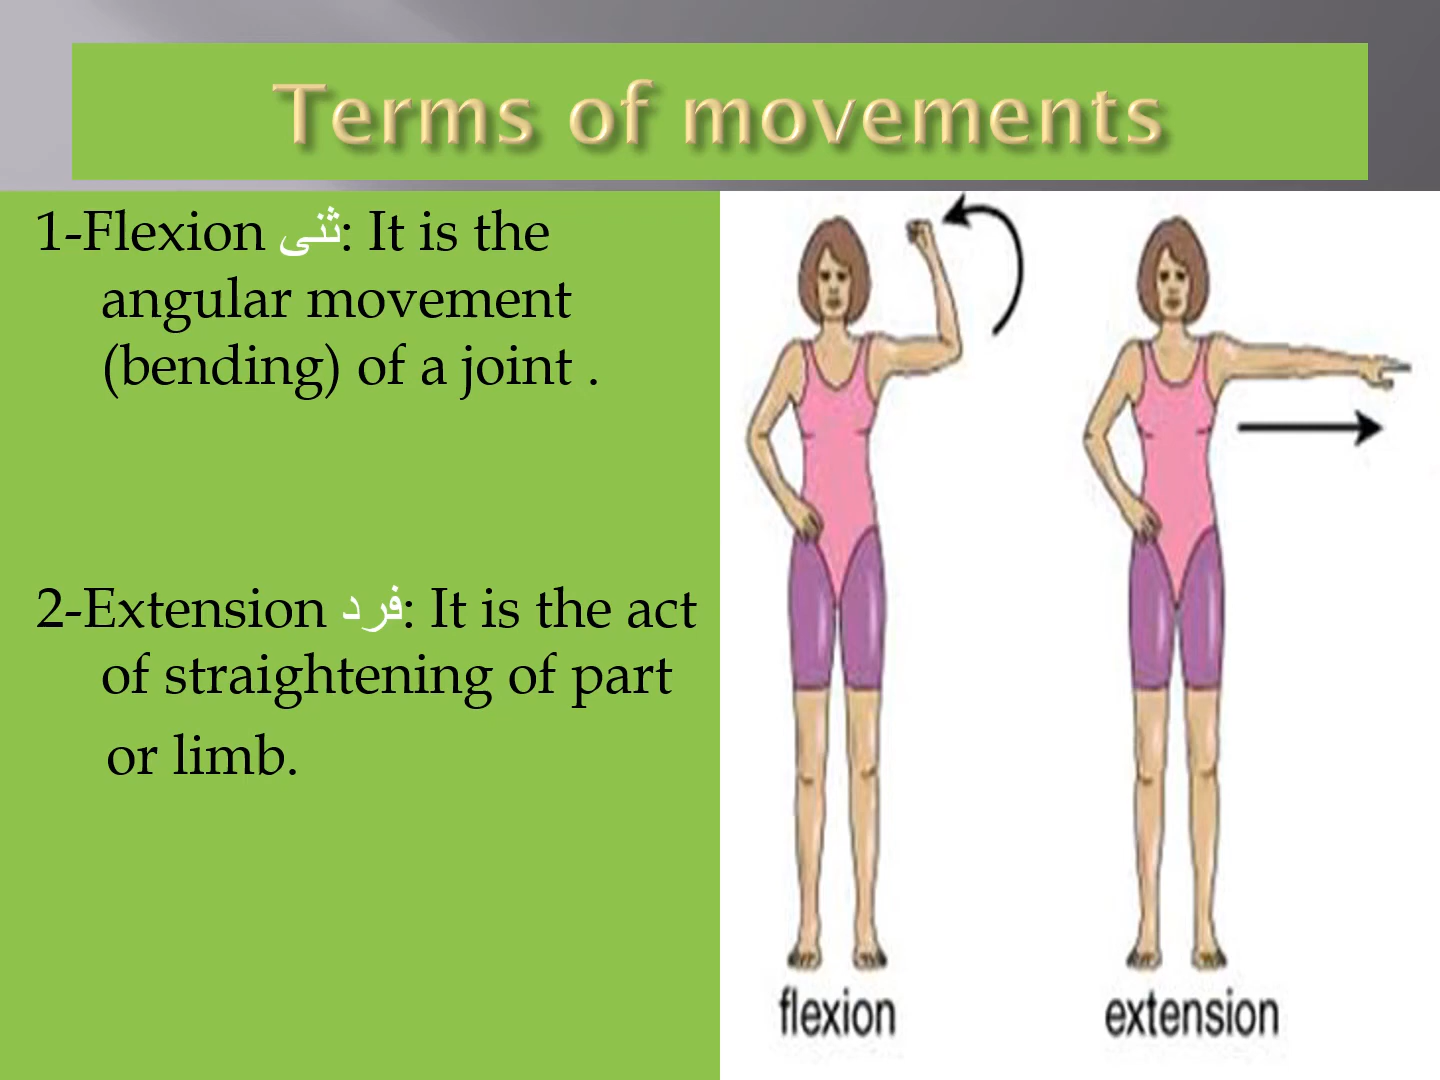 Terms of movements
1-Flexion ثنى: It is the
angular movement
(bending) of a joint .
2-Extension فرد: It is the act
of straightening of part
or limb.
flexion
extension